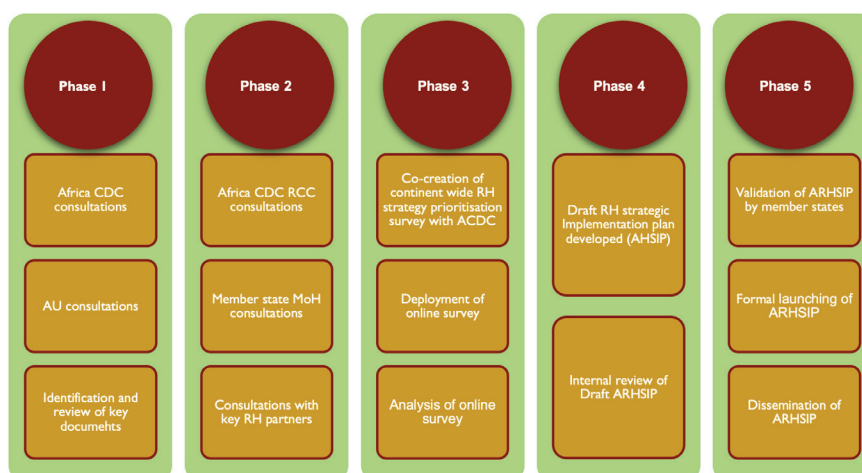 Phase 1
Africa CDC
consultations
AU consultations
Identification and
review of key
documehts
Phase 2
Africa CDC RCC
consultations
Member state MoH
consultations
Consultations with
key RH partners
Phase 3
Co-creation of
continent wide RH
strategy prioritisation
survey with ACDC
Deployment of
online survey
Analysis of online
survey
Phase 4
Draft RH strategic
Implementation plan
developed (AHSIP)
Internal review of
Draft ARHSIP
Phase 5
Validation of ARHSIP
by member states
Formal launching of
ARHSIP
Dissemination of
ARHSIP